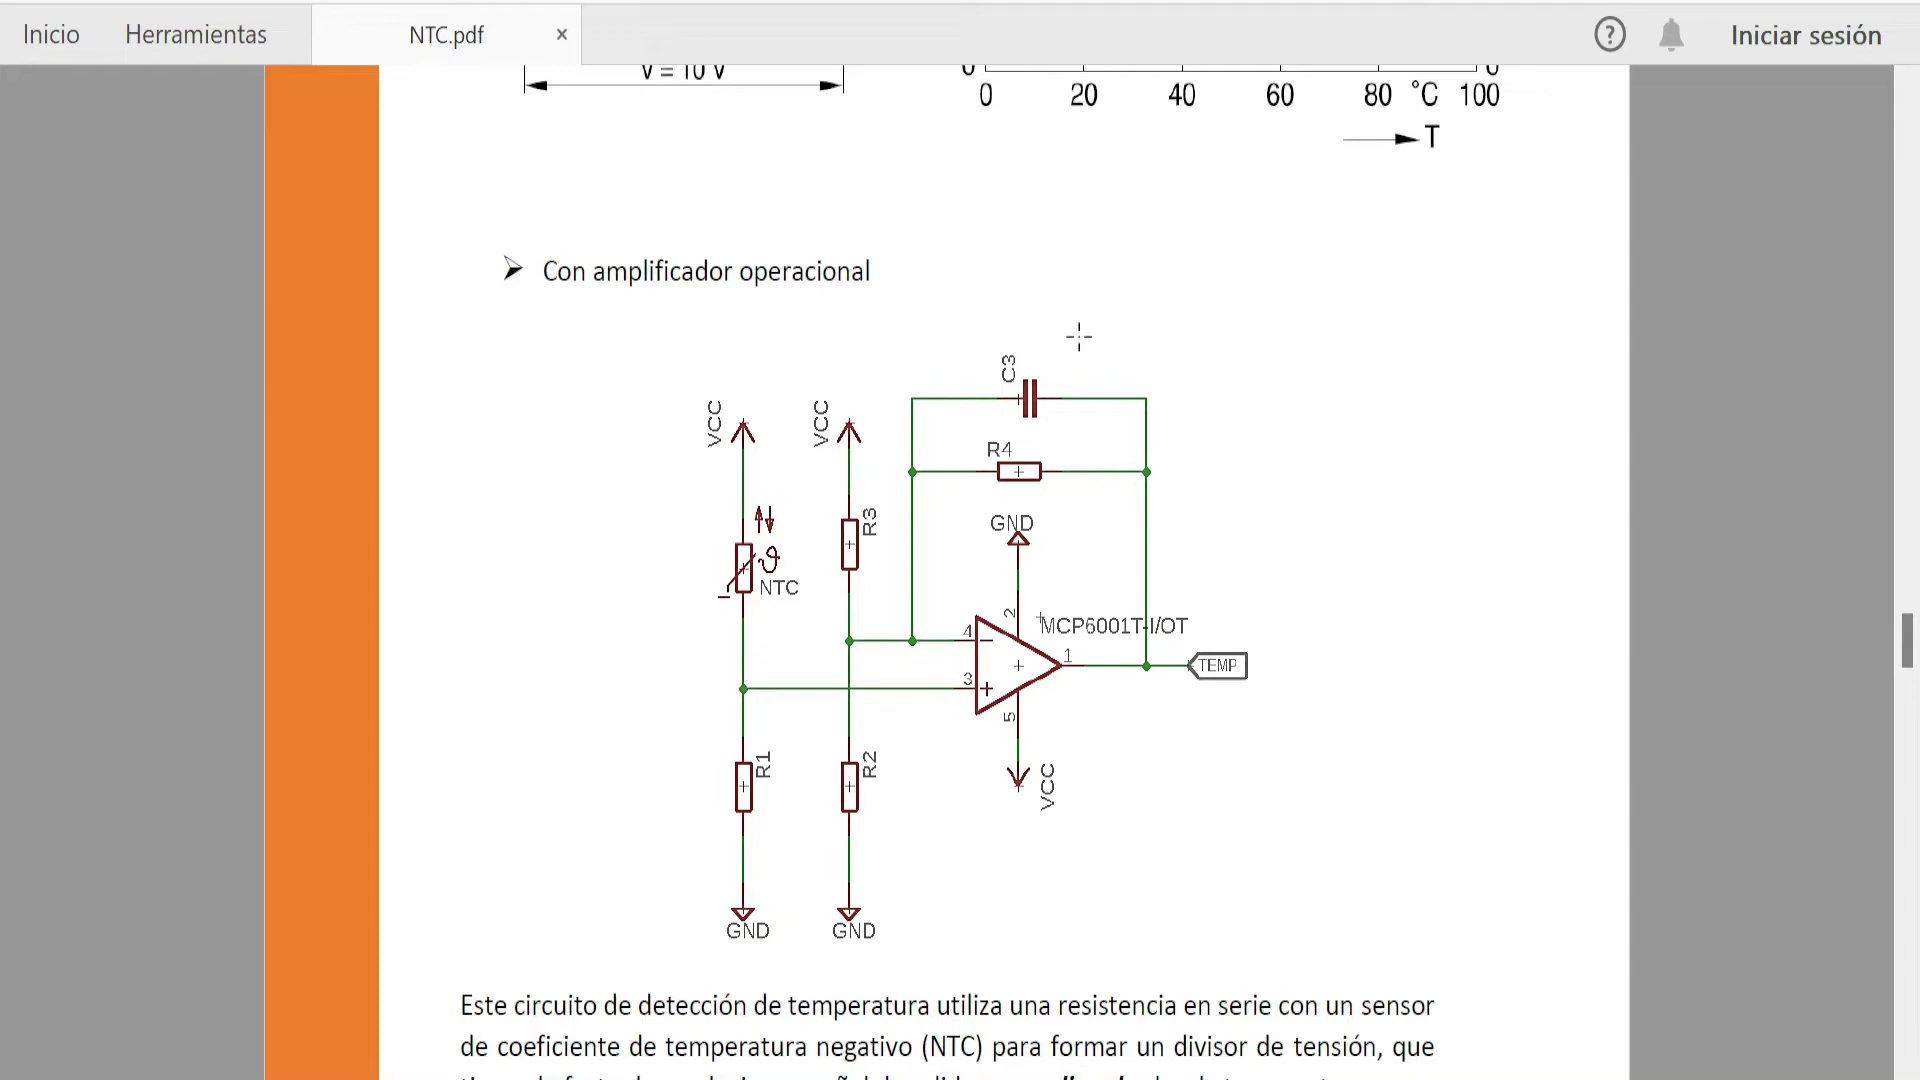 Inicio Herramientas NTC.pdf × ? Iniciar sesión
V = 10 V
0 0
0 20 40 60 80 °C 100
T
Con amplificador operacional
C3
VCC VCC
R4
R3
GND
ϑ
NTC
2
MCP6001T-I/OT
4 −
1
TEMP
3 +
5
R1 R2
VCC
GND GND
Este circuito de detección de temperatura utiliza una resistencia en serie con un sensor
de coeficiente de temperatura negativo (NTC) para formar un divisor de tensión, que